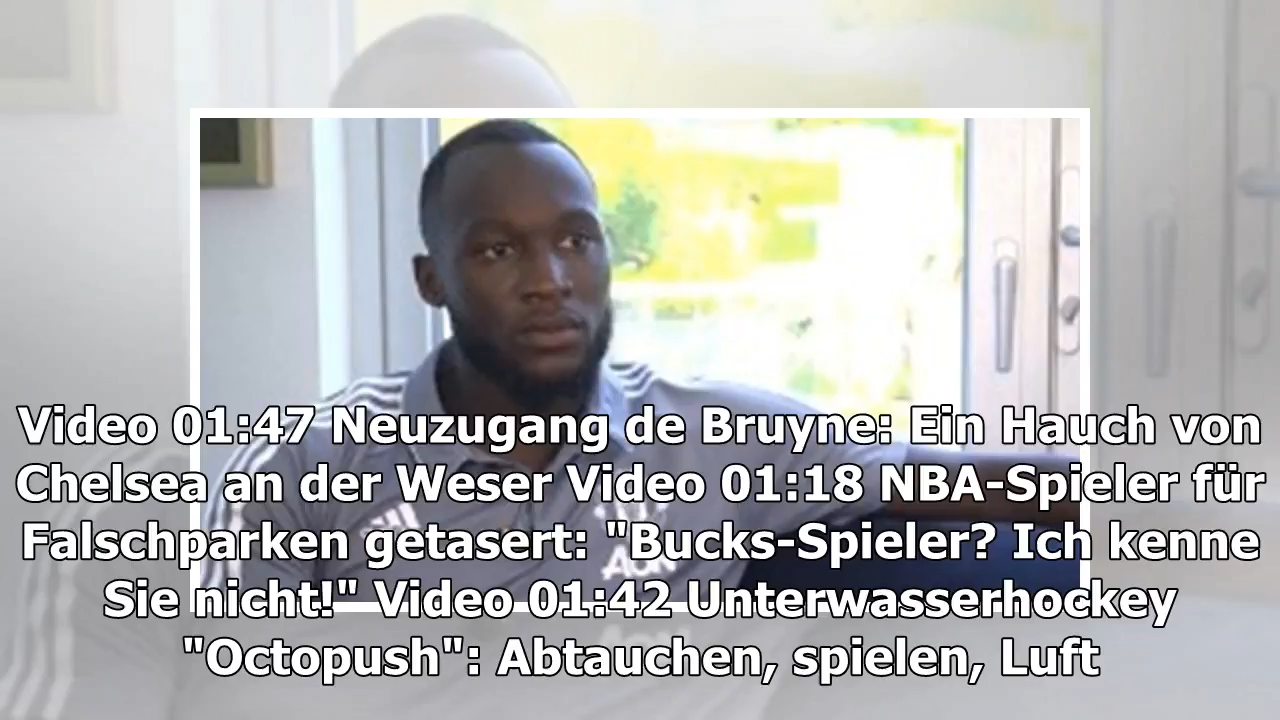 Video 01:47 Neuzugang de Bruyne: Ein Hauch von
Chelsea an der Weser Video 01:18 NBA-Spieler für
Falschparken getasert: "Bucks-Spieler? Ich kenne
Sie nicht!" Video 01:42 Unterwasserhockey
"Octopush": Abtauchen, spielen, Luft